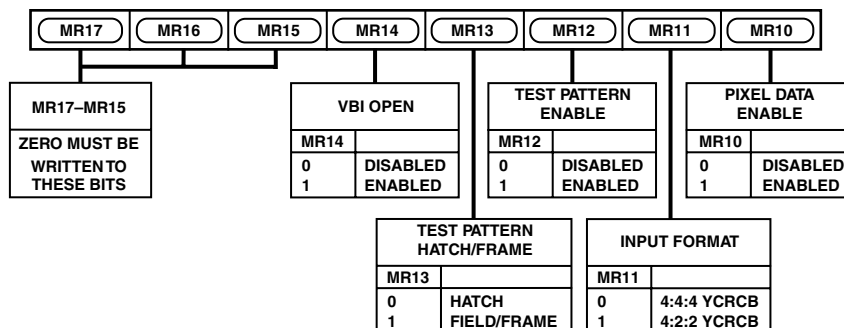 MR17 MR16 MR15 MR14 MR13 MR12 MR11 MR10
MR17–MR15
ZERO MUST BE
WRITTEN TO
THESE BITS
VBI OPEN
MR14
0 DISABLED
1 ENABLED
TEST PATTERN
ENABLE
MR12
0 DISABLED
1 ENABLED
PIXEL DATA
ENABLE
MR10
0 DISABLED
1 ENABLED
TEST PATTERN
HATCH/FRAME
MR13
0 HATCH
1 FIELD/FRAME
INPUT FORMAT
MR11
0 4:4:4 YCRCB
1 4:2:2 YCRCB